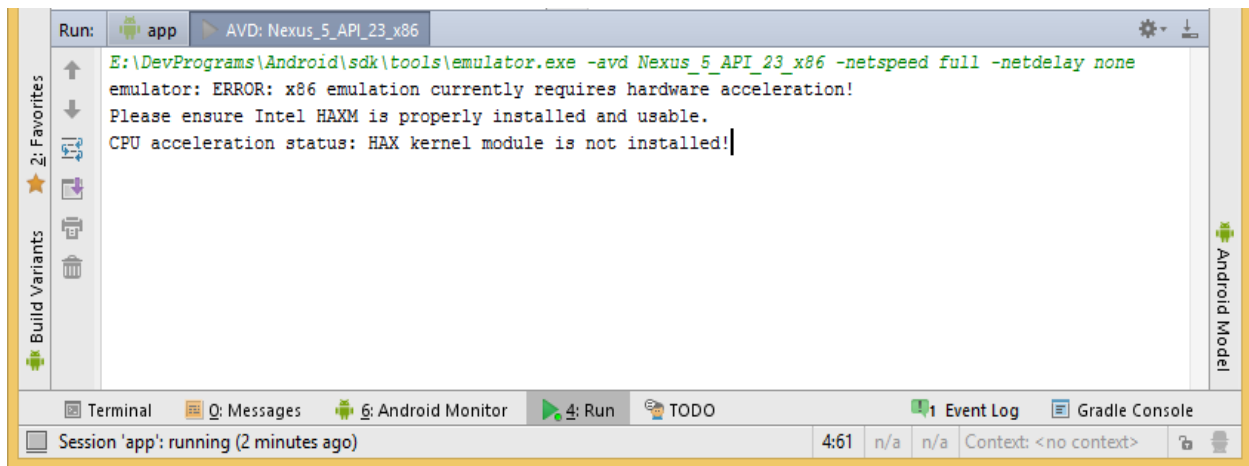 Run: app AVD: Nexus_5_API_23_x86
E:\DevPrograms\Android\sdk\tools\emulator.exe -avd Nexus_5_API_23_x86 -netspeed full -netdelay none
emulator: ERROR: x86 emulation currently requires hardware acceleration!
Please ensure Intel HAXM is properly installed and usable.
CPU acceleration status: HAX kernel module is not installed!
2: Favorites
Build Variants
Android Model
Terminal 0: Messages 6: Android Monitor 4: Run TODO 1 Event Log Gradle Console
Session 'app': running (2 minutes ago) 4:61 n/a n/a Context: <no context>